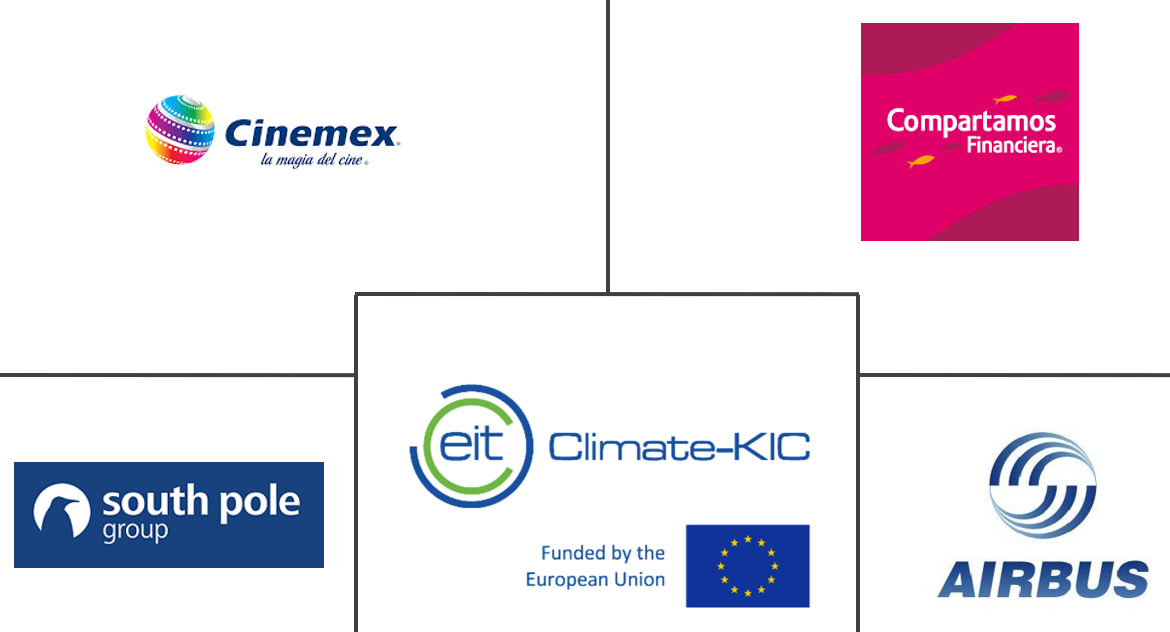 Cinemex®
la magia del cine®
Compartamos
Financiera®
south pole
group
eit Climate-KIC
Funded by the
European Union
AIRBUS